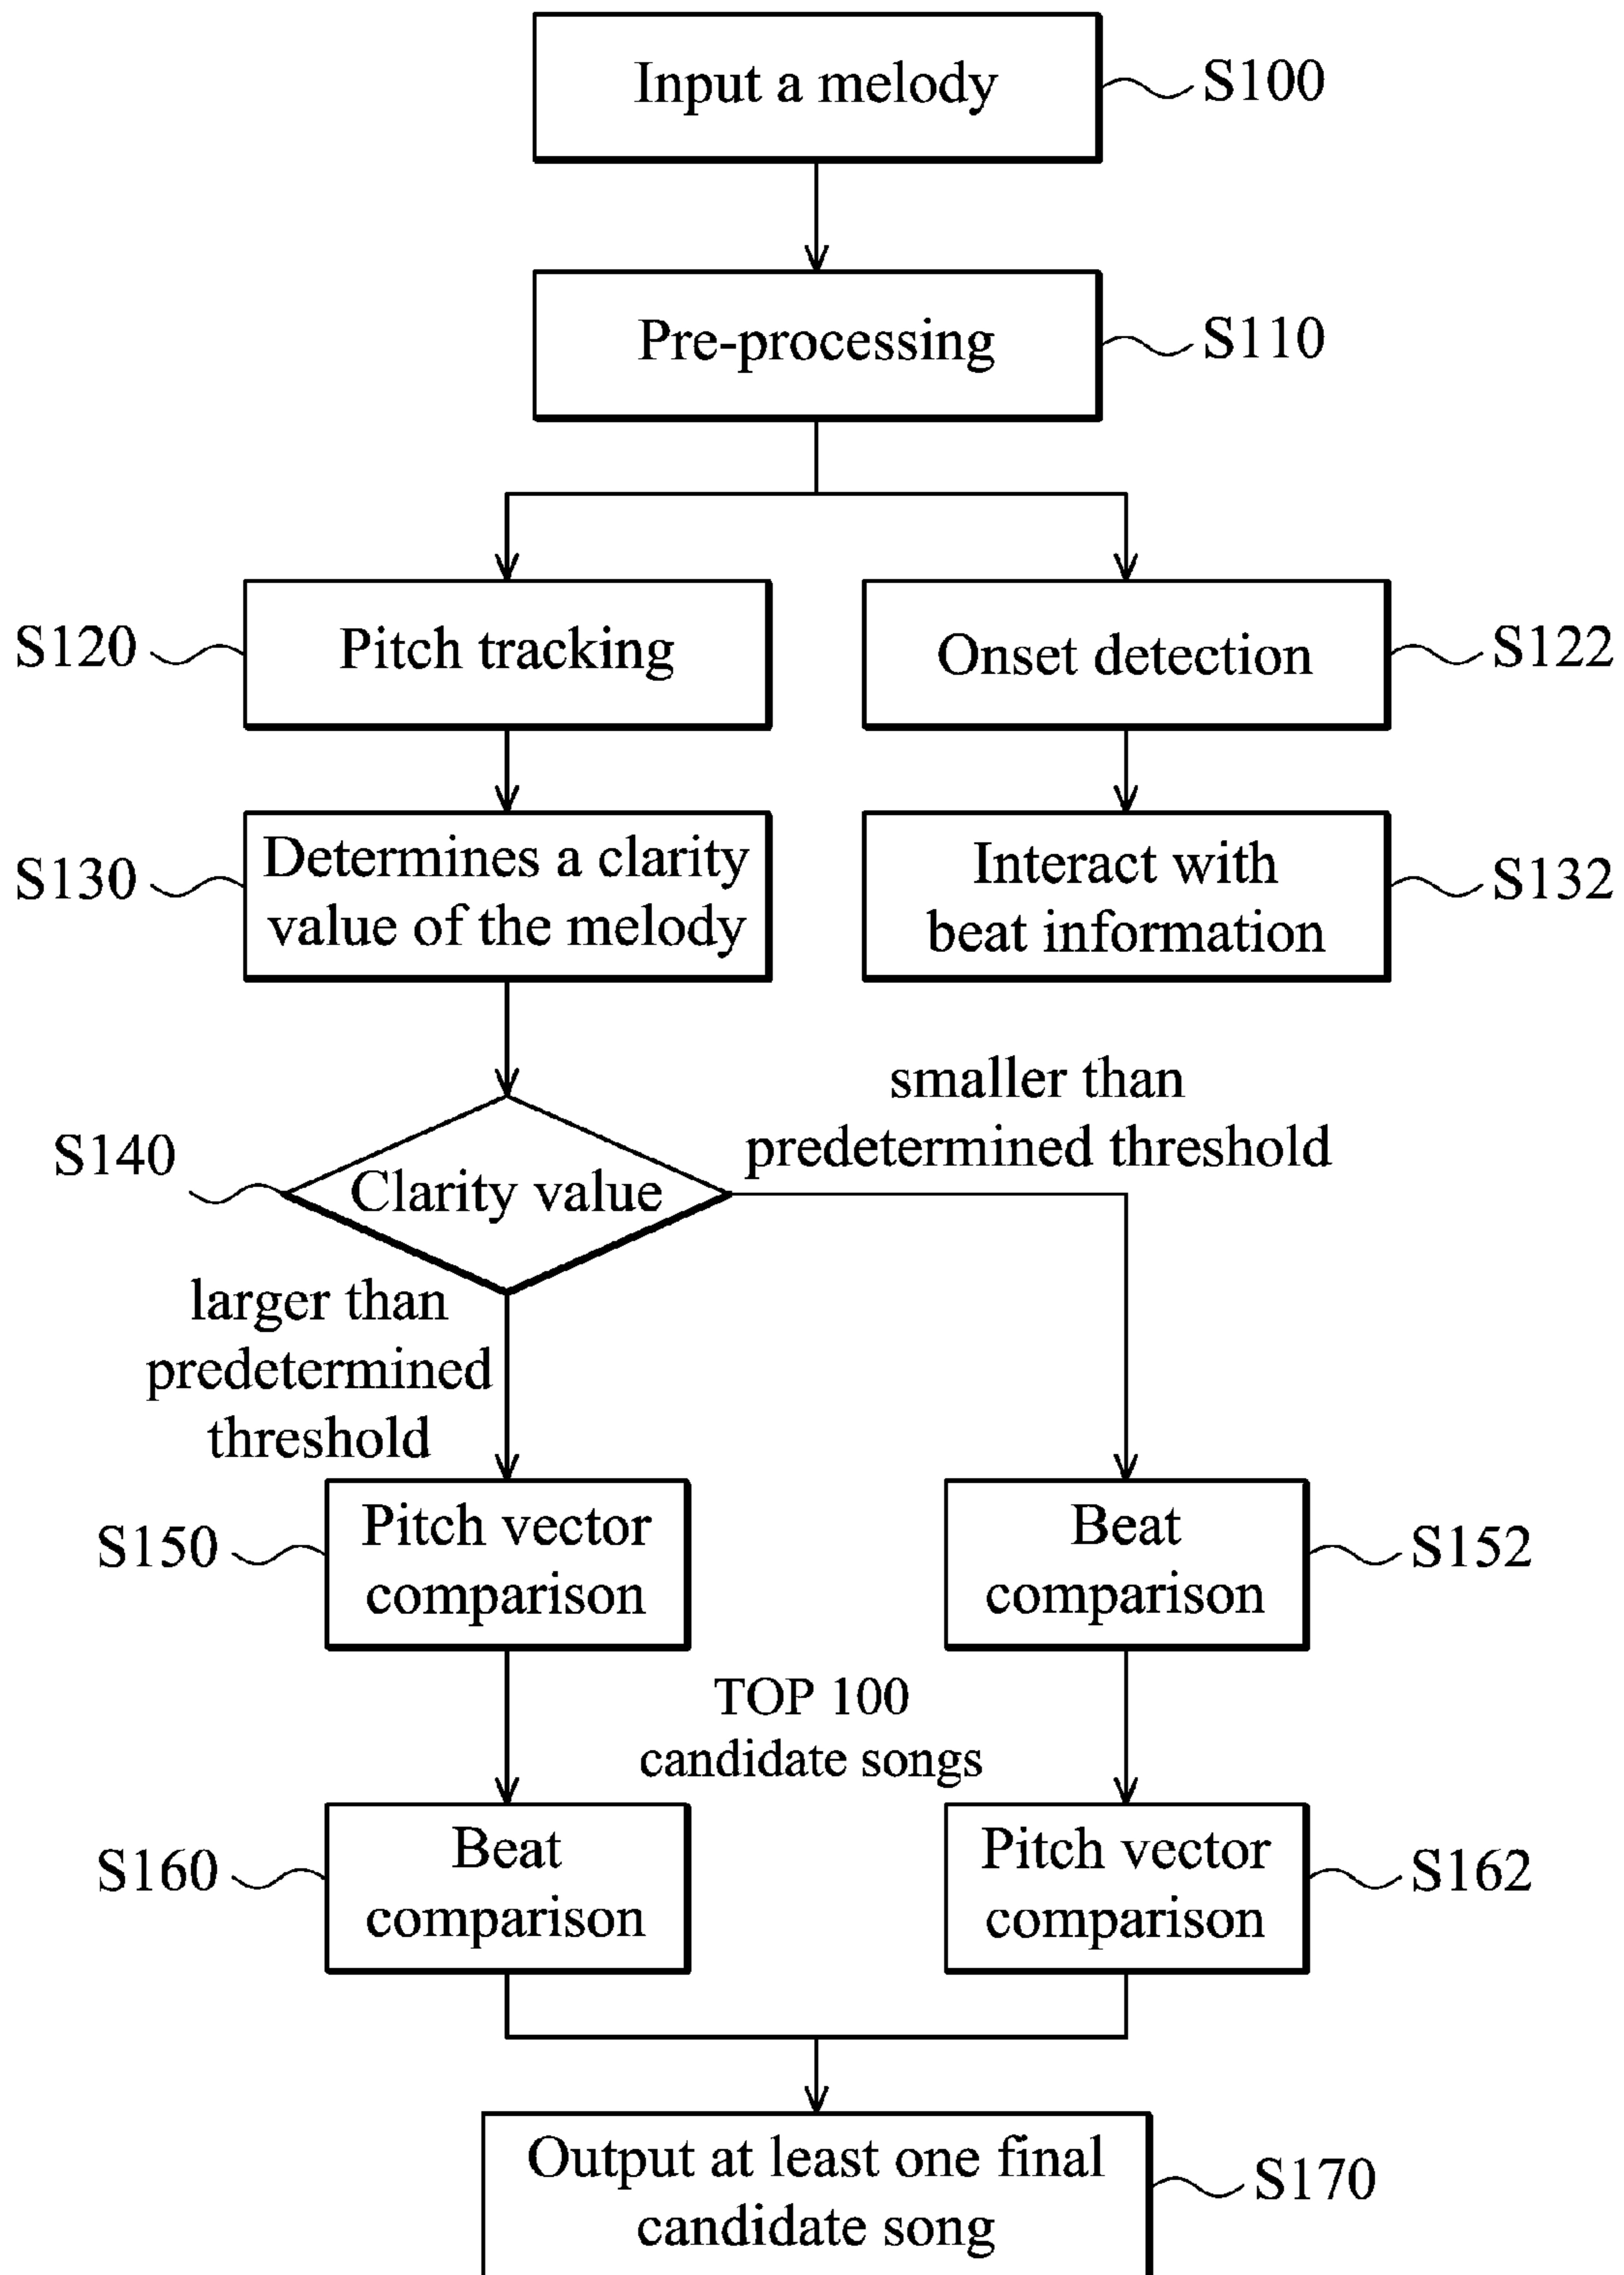 Input a melody
S100
Pre-processing
S110
S120
Pitch tracking
Onset detection
S122
S130
Determines a clarity
value of the melody
Interact with
beat information
S132
S140
Clarity value
smaller than
predetermined threshold
larger than
predetermined
threshold
S150
Pitch vector
comparison
Beat
comparison
S152
TOP 100
candidate songs
S160
Beat
comparison
Pitch vector
comparison
S162
Output at least one final
candidate song
S170